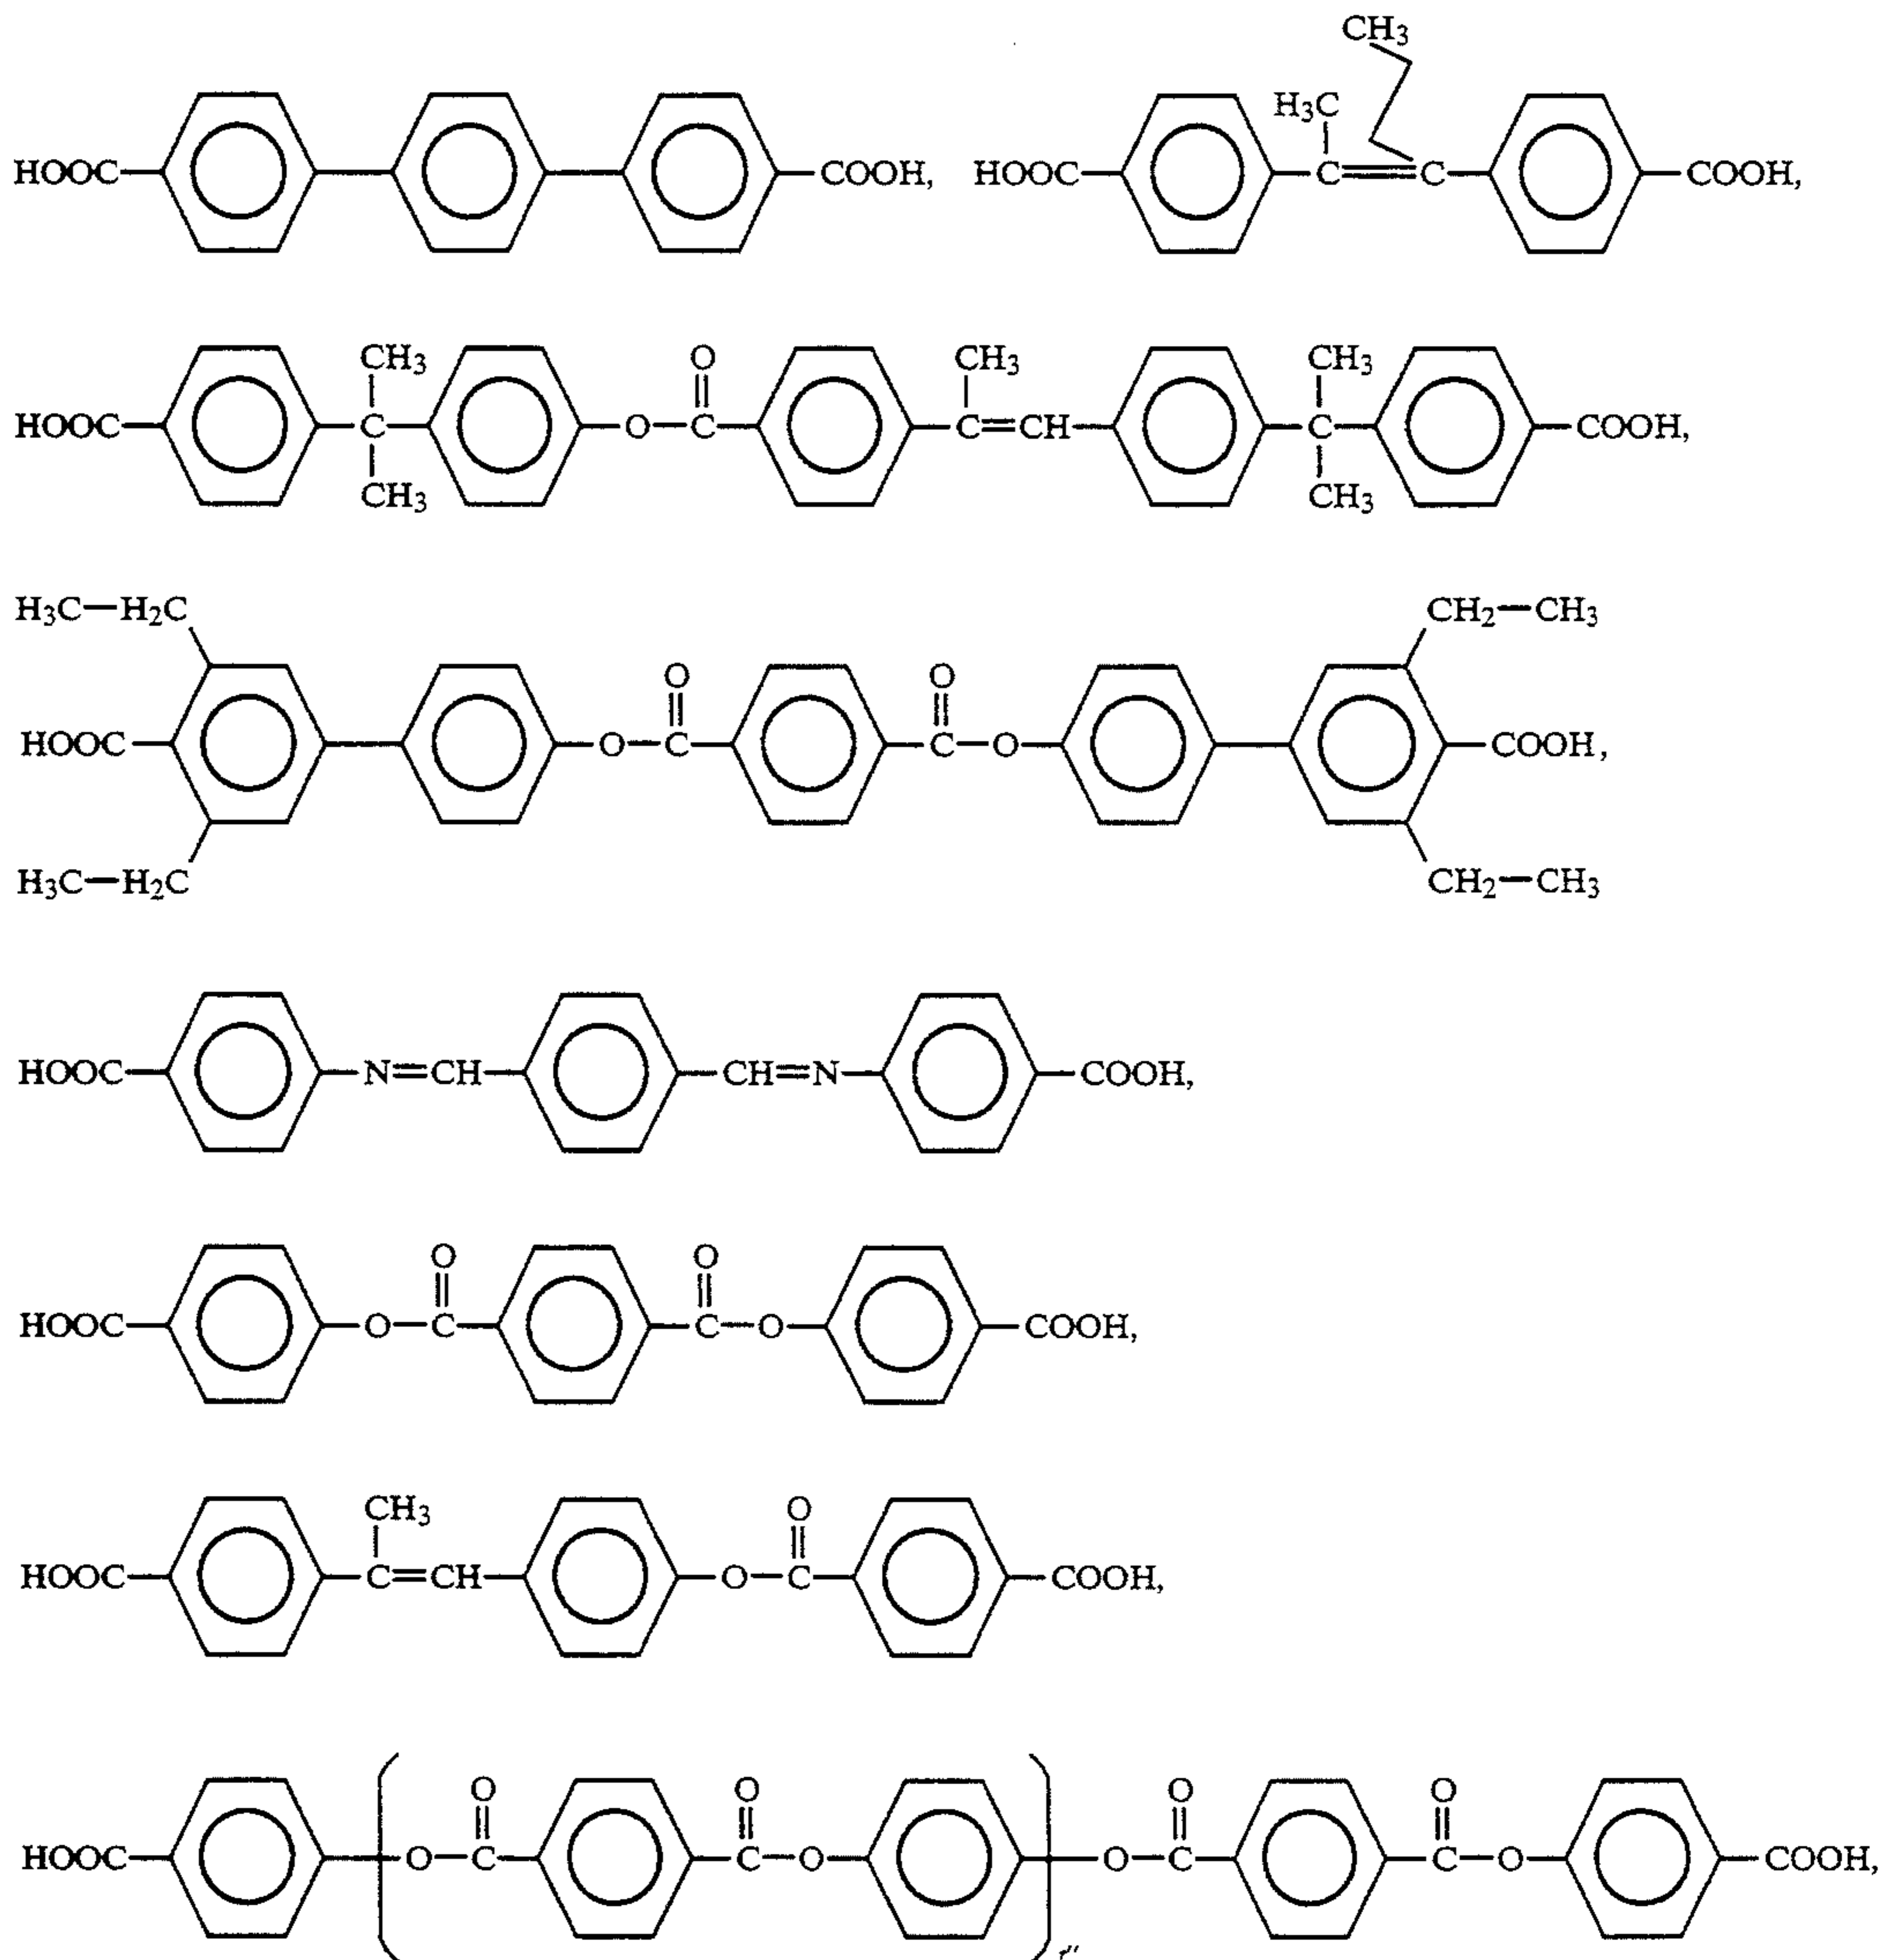 CH3
H3C
HOOC COOH, HOOC C C COOH,
CH3 O CH3 CH3
HOOC C O C C CH C COOH,
CH3 CH3
H3C H2C CH2 CH3
O O
HOOC O C C O COOH,
H3C H2C CH2 CH3
HOOC N CH CH N COOH,
O O
HOOC O C C O COOH,
CH3 O
HOOC C CH O C COOH,
O O O O
HOOC O C C O O C C O COOH,
r''